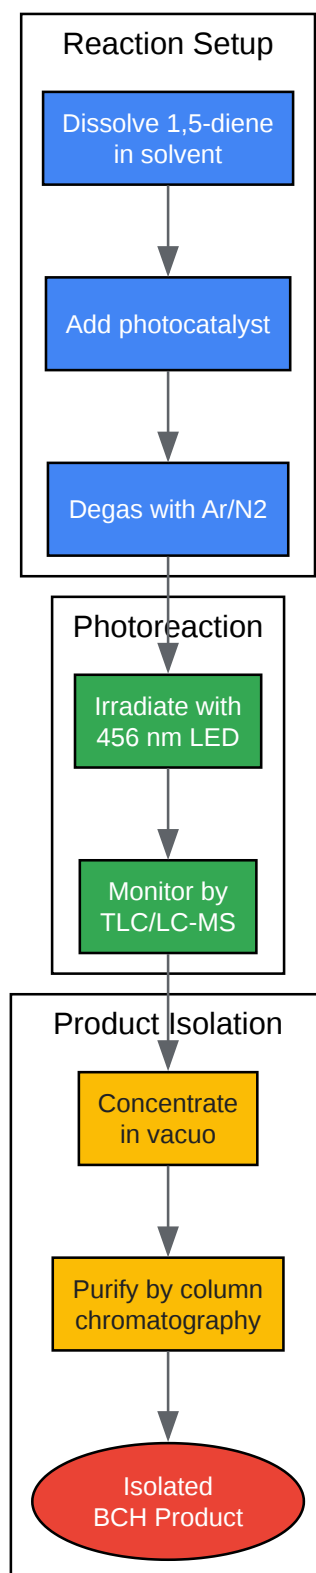 Reaction Setup
Dissolve 1,5-diene
in solvent
Add photocatalyst
Degas with Ar/N2
Photoreaction
Irradiate with
456 nm LED
Monitor by
TLC/LC-MS
Product Isolation
Concentrate
in vacuo
Purify by column
chromatography
Isolated
BCH Product